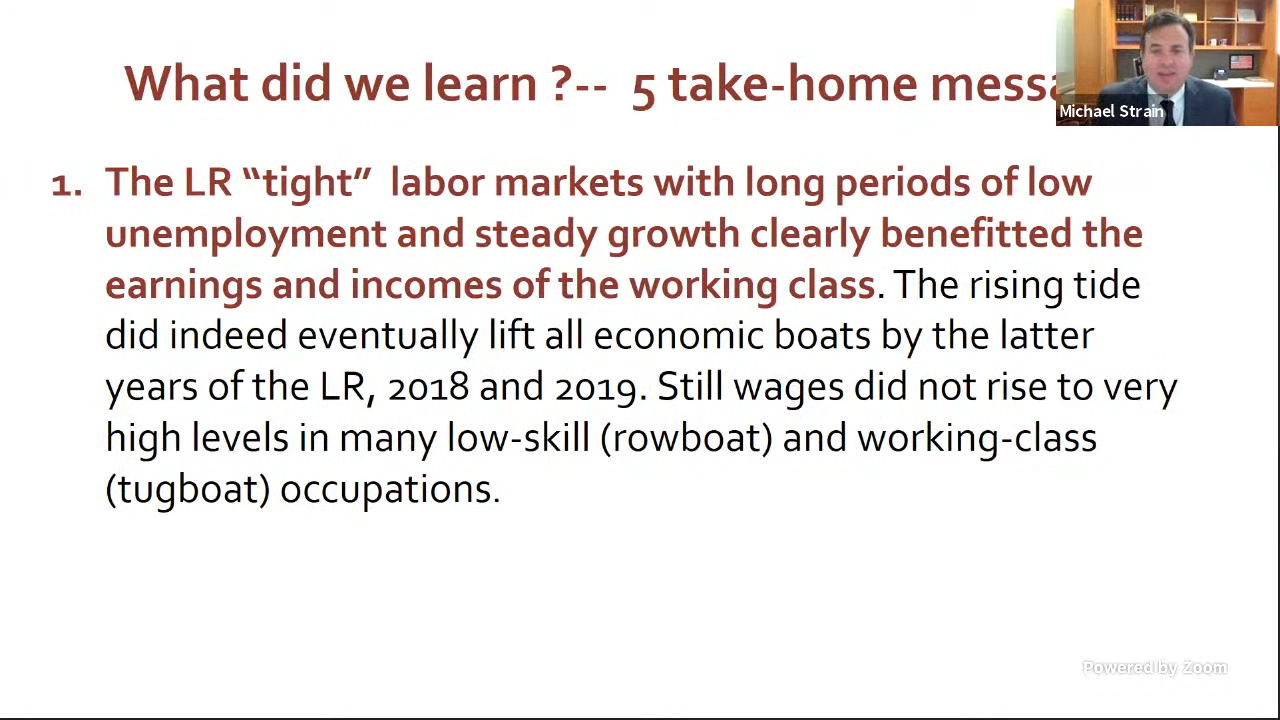 What did we learn ?-- 5 take-home messa
Michael Strain
1. The LR “tight” labor markets with long periods of low
unemployment and steady growth clearly benefitted the
earnings and incomes of the working class. The rising tide
did indeed eventually lift all economic boats by the latter
years of the LR, 2018 and 2019. Still wages did not rise to very
high levels in many low-skill (rowboat) and working-class
(tugboat) occupations.
Powered by Zoom